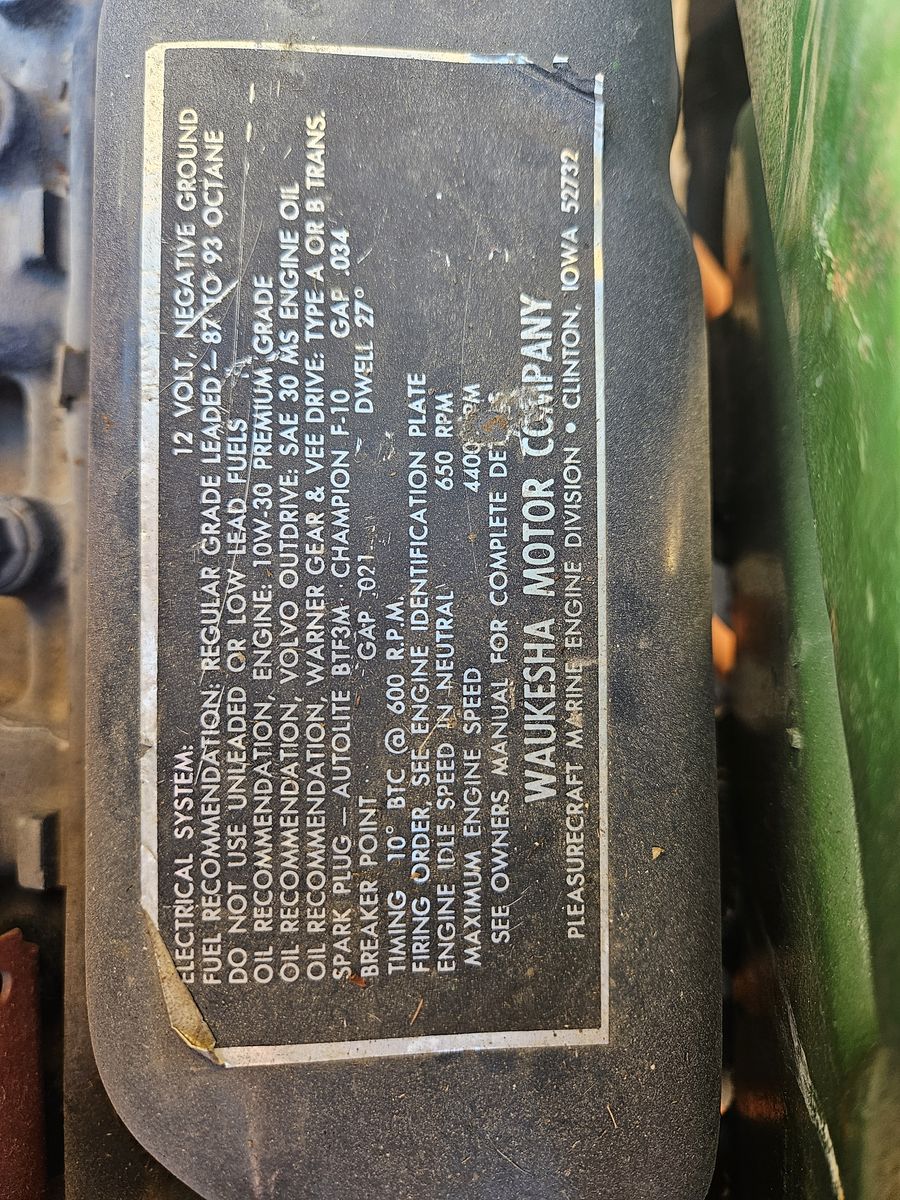 ELECTRICAL SYSTEM: 12 VOLT, NEGATIVE GROUND
FUEL RECOMMENDATION: REGULAR GRADE LEADED – 87 TO 93 OCTANE
DO NOT USE UNLEADED OR LOW LEAD FUELS
OIL RECOMENDATION, ENGINE: 10W-30 PREMIUM GRADE
OIL RECOMMENDATION, VOLVO OUTDRIVE: SAE 30 MS ENGINE OIL
OIL RECOMMENDATION, WARNER GEAR & VEE DRIVE: TYPE A OR B TRANS.
SPARK PLUG – AUTOLITE BTF3M CHAMPION F-10 GAP .034
BREAKER POINT GAP .021 DWELL 27°
TIMING 10° BTC @ 600 R.P.M.
FIRING ORDER, SEE ENGINE IDENTIFICATION PLATE
ENGINE IDLE SPEED IN NEUTRAL 650 RPM
MAXIMUM ENGINE SPEED 4400 RPM
SEE OWNERS MANUAL FOR COMPLETE
WAUKESHA MOTOR COMPANY
PLEASURECRAFT MARINE ENGINE DIVISION • CLINTON, IOWA 52732